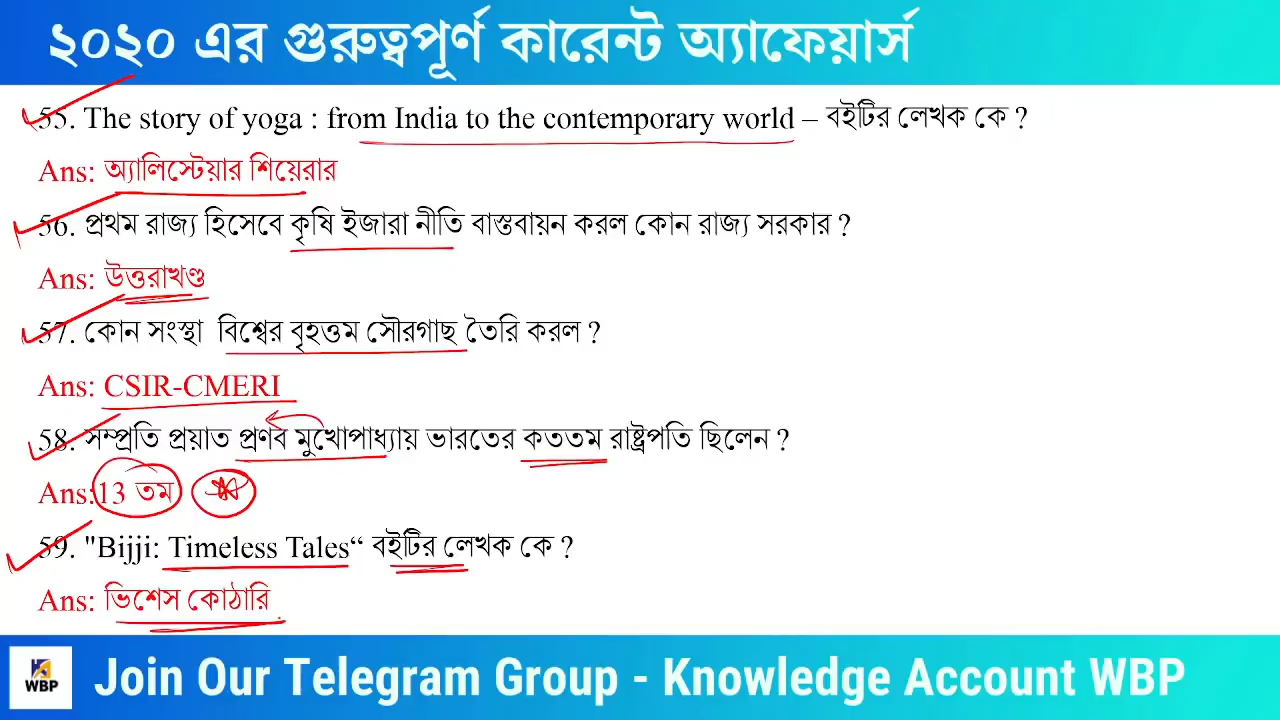 ২০২০ এর গুরুত্বপূর্ণ কারেন্ট অ্যাফেয়ার্স
55. The story of yoga : from India to the contemporary world – বইটির লেখক কে ?
Ans: অ্যালিস্টেয়ার শিয়েরার
56. প্রথম রাজ্য হিসেবে কৃষি ইজারা নীতি বাস্তবায়ন করল কোন রাজ্য সরকার ?
Ans: উত্তরাখণ্ড
57. কোন সংস্থা বিশ্বের বৃহত্তম সৌরগাছ তৈরি করল ?
Ans: CSIR-CMERI
58. সম্প্রতি প্রয়াত প্রণব মুখোপাধ্যায় ভারতের কততম রাষ্ট্রপতি ছিলেন ?
Ans:13 তম
59. "Bijji: Timeless Tales“ বইটির লেখক কে ?
Ans: ভিশেস কোঠারি
WBP
Join Our Telegram Group - Knowledge Account WBP